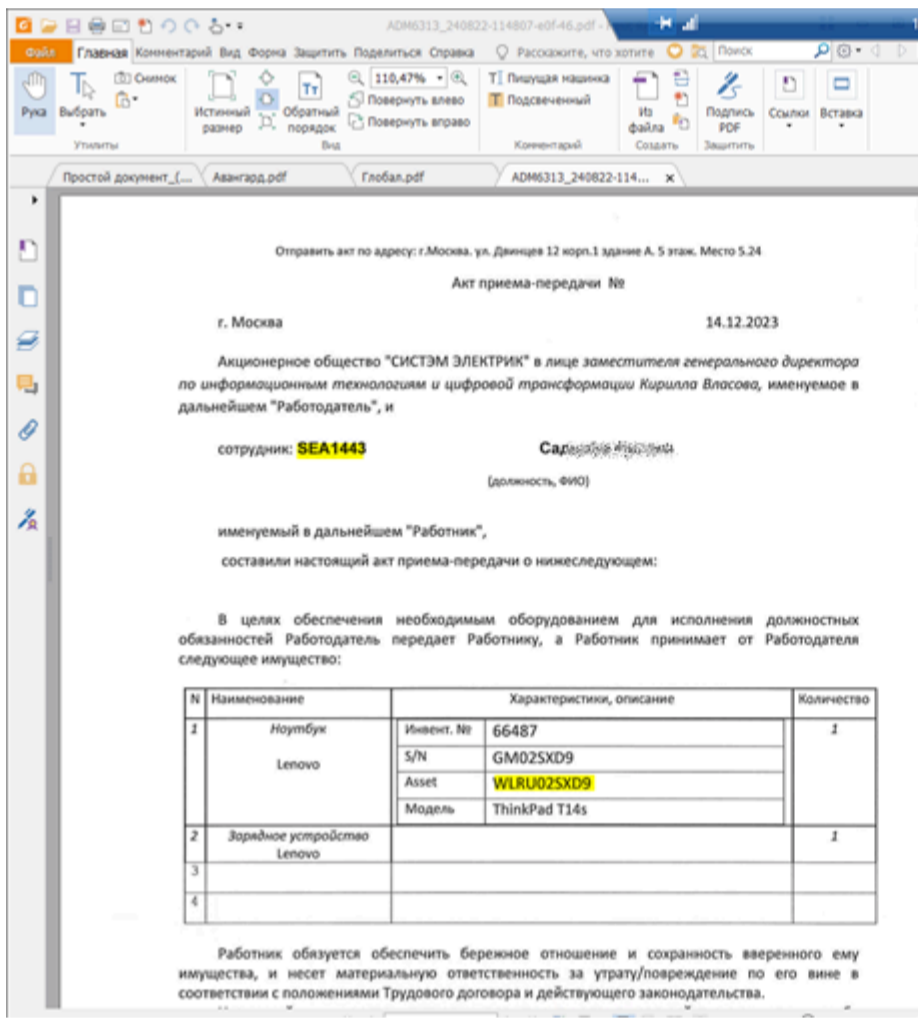 ADM6313_240822-114807-e0f-46.pdf -
Файл Главная Комментарий Вид Форма Защитить Поделиться Справка Расскажите, что хотите Поиск
Рука
Выбрать
Снимок
Утилиты
Истинный размер
Обратный порядок
110,47%
Повернуть влево
Повернуть вправо
Вид
Пишущая машинка
Подсвеченный
Комментарий
Из файла
Создать
Подпись PDF
Защитить
Ссылки
Вставка
Простой документ_(... Авангард.pdf Глобал.pdf ADM6313_240822-114... x
Отправить акт по адресу: г.Москва. ул. Двинцев 12 корп.1 здание А. 5 этаж. Место 5.24
Акт приема-передачи №
г. Москва 14.12.2023
Акционерное общество "СИСТЭМ ЭЛЕКТРИК" в лице заместителя генерального директора
по информационным технологиям и цифровой трансформации Кирилла Власова, именуемое в
дальнейшем "Работодатель", и
сотрудник: SEA1443
(должность, ФИО)
именуемый в дальнейшем "Работник",
составили настоящий акт приема-передачи о нижеследующем:
В целях обеспечения необходимым оборудованием для исполнения должностных
обязанностей Работодатель передает Работнику, а Работник принимает от Работодателя
следующее имущество:
N Наименование Характеристики, описание Количество
1 Ноутбук Инвент. № 66487 1
Lenovo S/N GM02SXD9
Asset WLRU02SXD9
Модель ThinkPad T14s
2 Зарядное устройство 1
Lenovo
3
4
Работник обязуется обеспечить бережное отношение и сохранность вверенного ему
имущества, и несет материальную ответственность за утрату/повреждение по его вине в
соответствии с положениями Трудового договора и действующего законодательства.